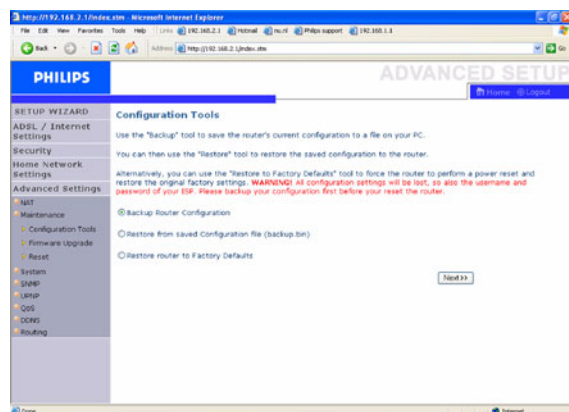 http://192.168.2.1/index.stm - Microsoft Internet Explorer
File Edit View Favorites Tools Help Links 192.168.2.1 Hotmail nu.nl Philips support 192.168.1.1
Back Address http://192.168.2.1/index.stm Go
PHILIPS
ADVANCED SETUP
Home Logout
SETUP WIZARD
ADSL / Internet Settings
Security
Home Network Settings
Advanced Settings
NAT
Maintenance
Configuration Tools
Firmware Upgrade
Reset
System
SNMP
UPNP
QoS
DDNS
Routing
Configuration Tools
Use the "Backup" tool to save the router's current configuration to a file on your PC.
You can then use the "Restore" tool to restore the saved configuration to the router.
Alternatively, you can use the "Restore to Factory Defaults" tool to force the router to perform a power reset and
restore the original factory settings. WARNING! All configuration settings will be lost, so also the username and
password of your ISP. Please backup your configuration first before your reset the router.
Backup Router Configuration
Restore from saved Configuration file (backup.bin)
Restore router to Factory Defaults
Next>>
Done
Internet